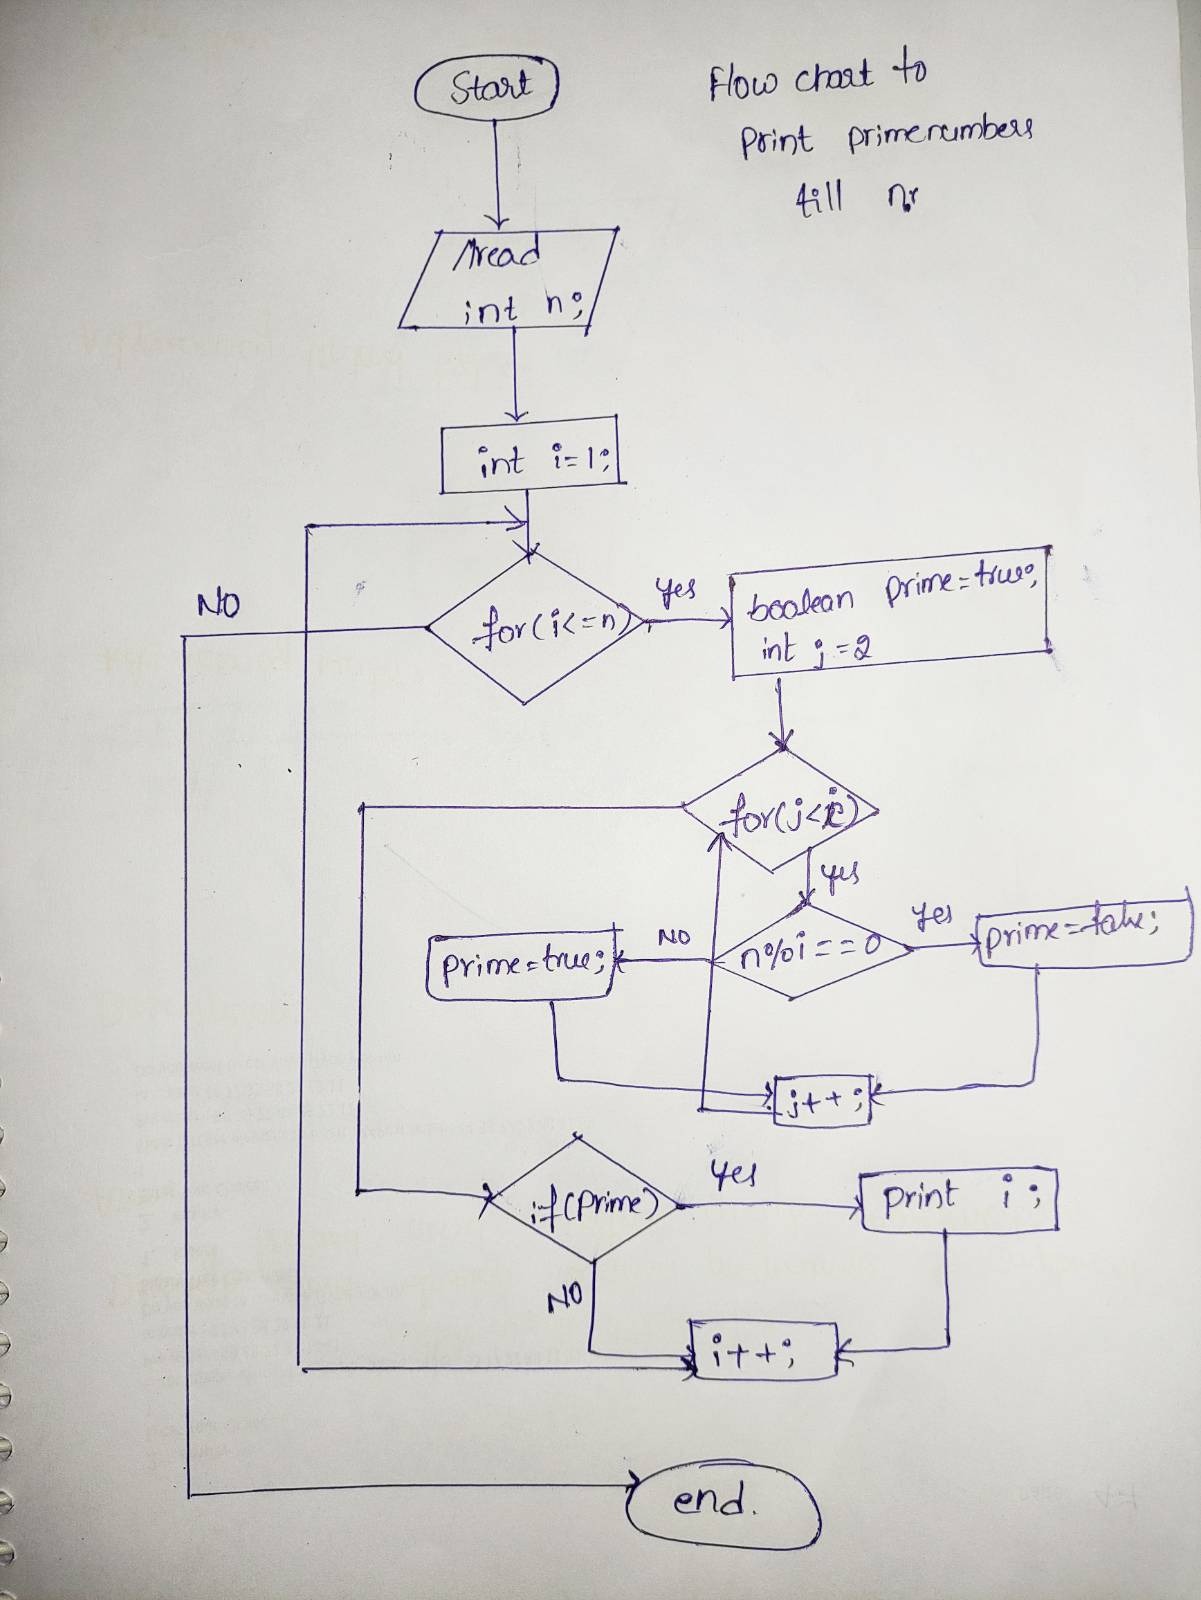 Start
Flow chart to
print primenumbers
till n
read
int n;
int i=1;
NO
for(i<=n)
yes
boolean prime=true;
int j=2
for(j<i)
yes
NO
n%i==0
yes
prime=true;
prime=false;
j++;
if(prime)
yes
print i;
NO
i++;
end.